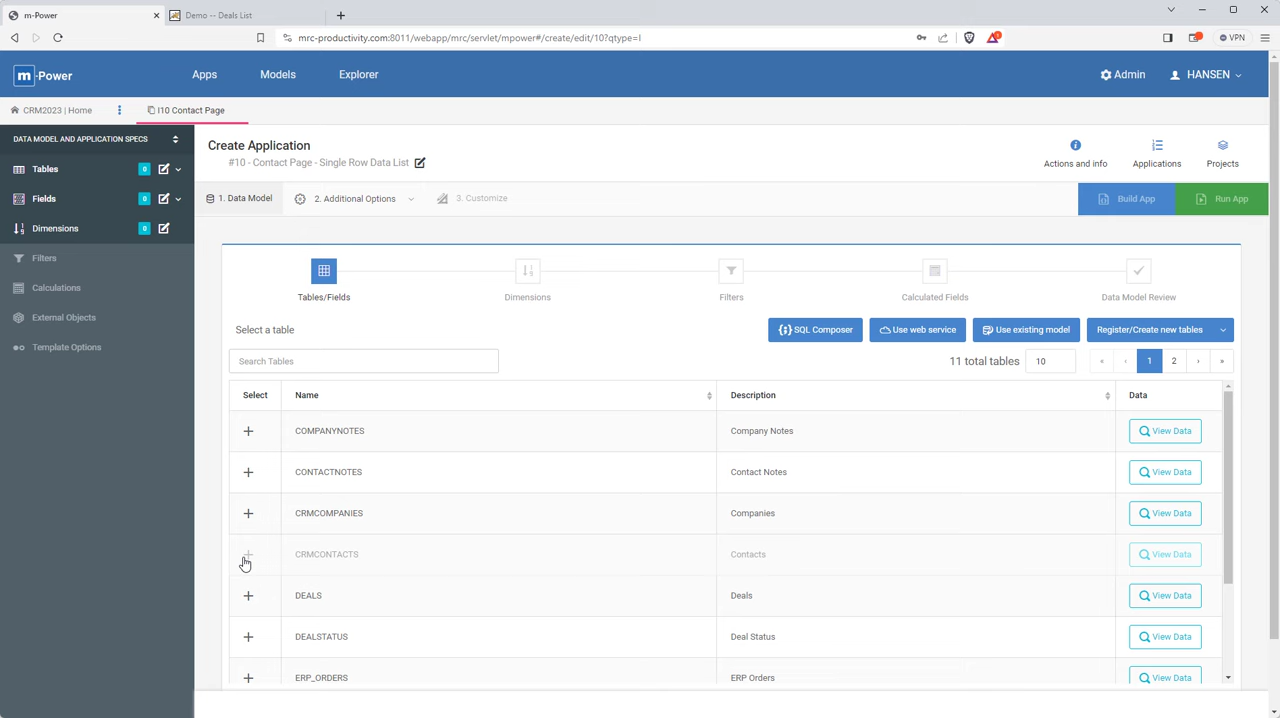 m-Power
Demo -- Deals List
mrc-productivity.com:8011/webapp/mrc/servlet/mpower#/create/edit/10?qtype=I
VPN
m-Power
Apps
Models
Explorer
Admin
HANSEN
CRM2023 | Home
I10 Contact Page
DATA MODEL AND APPLICATION SPECS
Tables 0
Fields 0
Dimensions 0
Filters
Calculations
External Objects
Template Options
Create Application
#10 - Contact Page - Single Row Data List
Actions and info
Applications
Projects
1. Data Model
2. Additional Options
3. Customize
Build App
Run App
Tables/Fields
Dimensions
Filters
Calculated Fields
Data Model Review
Select a table
SQL Composer
Use web service
Use existing model
Register/Create new tables
Search Tables
11 total tables 10 « ‹ 1 2 › »
Select Name Description Data
COMPANYNOTES Company Notes View Data
CONTACTNOTES Contact Notes View Data
CRMCOMPANIES Companies View Data
CRMCONTACTS Contacts View Data
DEALS Deals View Data
DEALSTATUS Deal Status View Data
ERP_ORDERS ERP Orders View Data